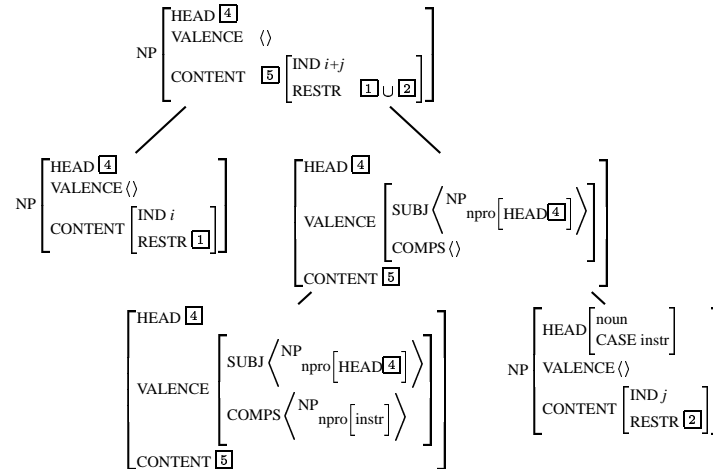 NP
HEAD 4
VALENCE ⟨⟩
CONTENT 5
IND i+j
RESTR 1 ∪ 2
NP
HEAD 4
VALENCE ⟨⟩
CONTENT
IND i
RESTR 1
HEAD 4
VALENCE
SUBJ ⟨ NP npro [HEAD 4] ⟩
COMPS ⟨⟩
CONTENT 5
HEAD 4
VALENCE
SUBJ ⟨ NP npro [HEAD 4] ⟩
COMPS ⟨ NP npro [instr] ⟩
CONTENT 5
NP
HEAD
noun
CASE instr
VALENCE ⟨⟩
CONTENT
IND j
RESTR 2